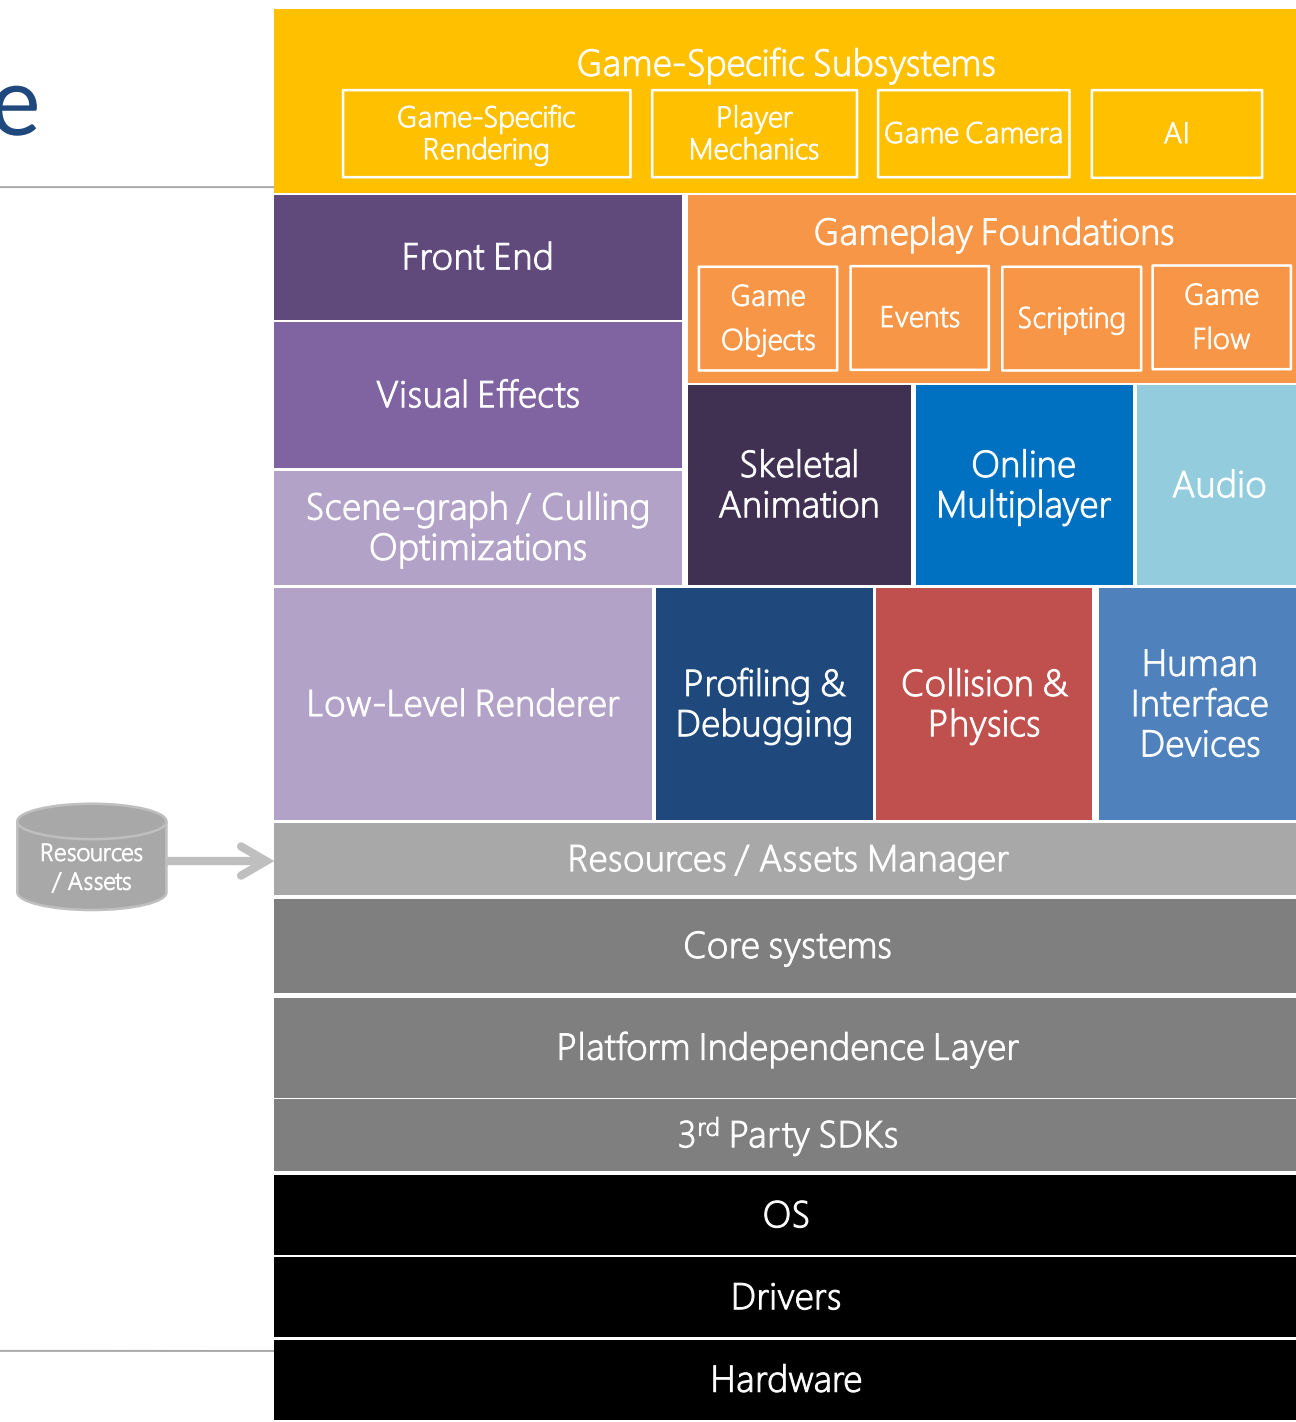 e
Game-Specific Subsystems
Game-Specific
Rendering
Player
Mechanics
Game Camera
AI
Front End
Gameplay Foundations
Game
Objects
Events
Scripting
Game
Flow
Visual Effects
Skeletal
Animation
Online
Multiplayer
Audio
Scene-graph / Culling
Optimizations
Low-Level Renderer
Profiling &
Debugging
Collision &
Physics
Human
Interface
Devices
Resources
/ Assets
Resources / Assets Manager
Core systems
Platform Independence Layer
3rd Party SDKs
OS
Drivers
Hardware